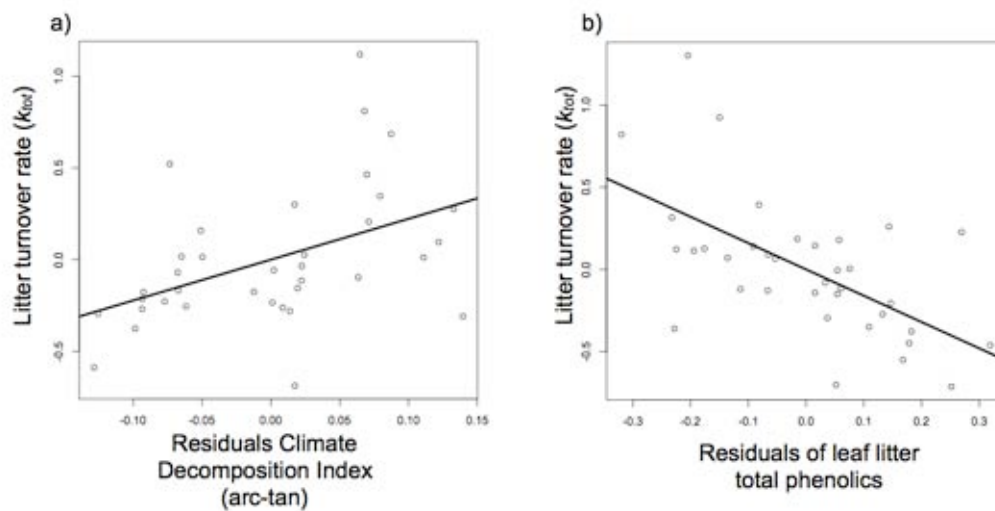 a)
Litter turnover rate (ktot)
1.0
0.5
0.0
-0.5
-0.10 -0.05 0.00 0.05 0.10 0.15
Residuals Climate
Decomposition Index
(arc-tan)
b)
Litter turnover rate (ktot)
1.0
0.5
0.0
-0.5
-0.3 -0.2 -0.1 0.0 0.1 0.2 0.3
Residuals of leaf litter
total phenolics